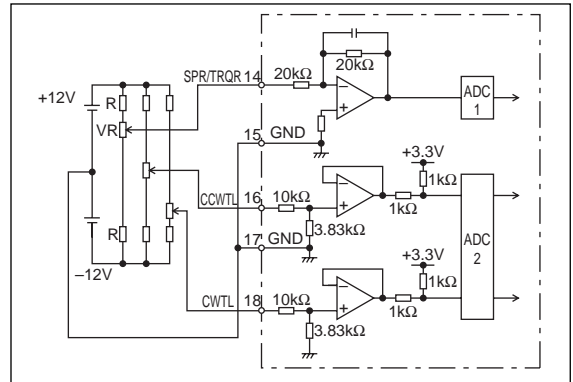 SPR/TRQR 14 20kΩ 20kΩ
+12V R
ADC
1
VR
15 GND
+3.3V
CCWTL 16 10kΩ 1kΩ
1kΩ
17 GND 3.83kΩ
ADC
2
R
−12V
+3.3V
CWTL 18 10kΩ 1kΩ
1kΩ
3.83kΩ